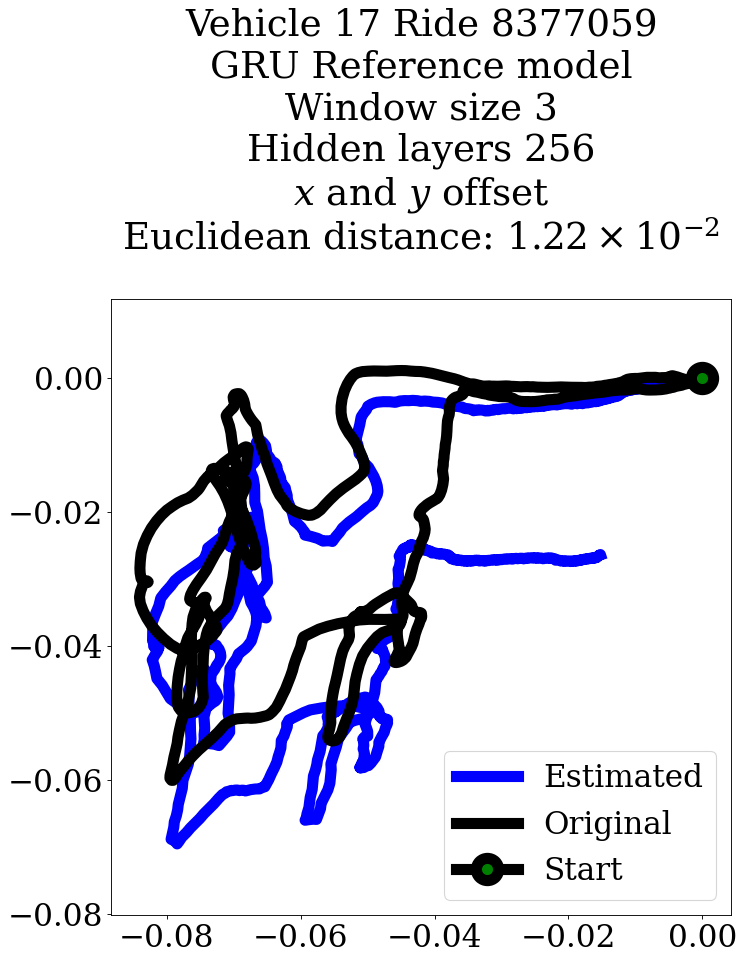 Vehicle 17 Ride 8377059
GRU Reference model
Window size 3
Hidden layers 256
x and y offset
Euclidean distance: 1.22 × 10⁻²
0.00
−0.02
−0.04
−0.06
−0.08
Estimated
Original
Start
−0.08 −0.06 −0.04 −0.02 0.00